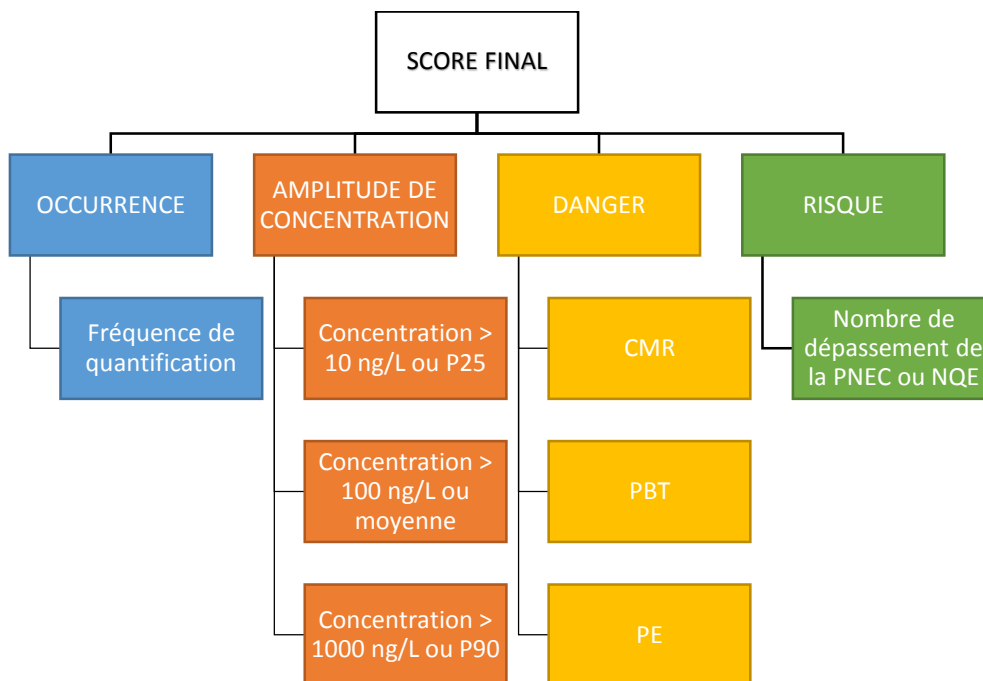 SCORE FINAL
OCCURRENCE
AMPLITUDE DE
CONCENTRATION
DANGER
RISQUE
Fréquence de
quantification
Concentration >
10 ng/L ou P25
CMR
Nombre de
dépassement de
la PNEC ou NQE
Concentration >
100 ng/L ou
moyenne
PBT
Concentration >
1000 ng/L ou P90
PE